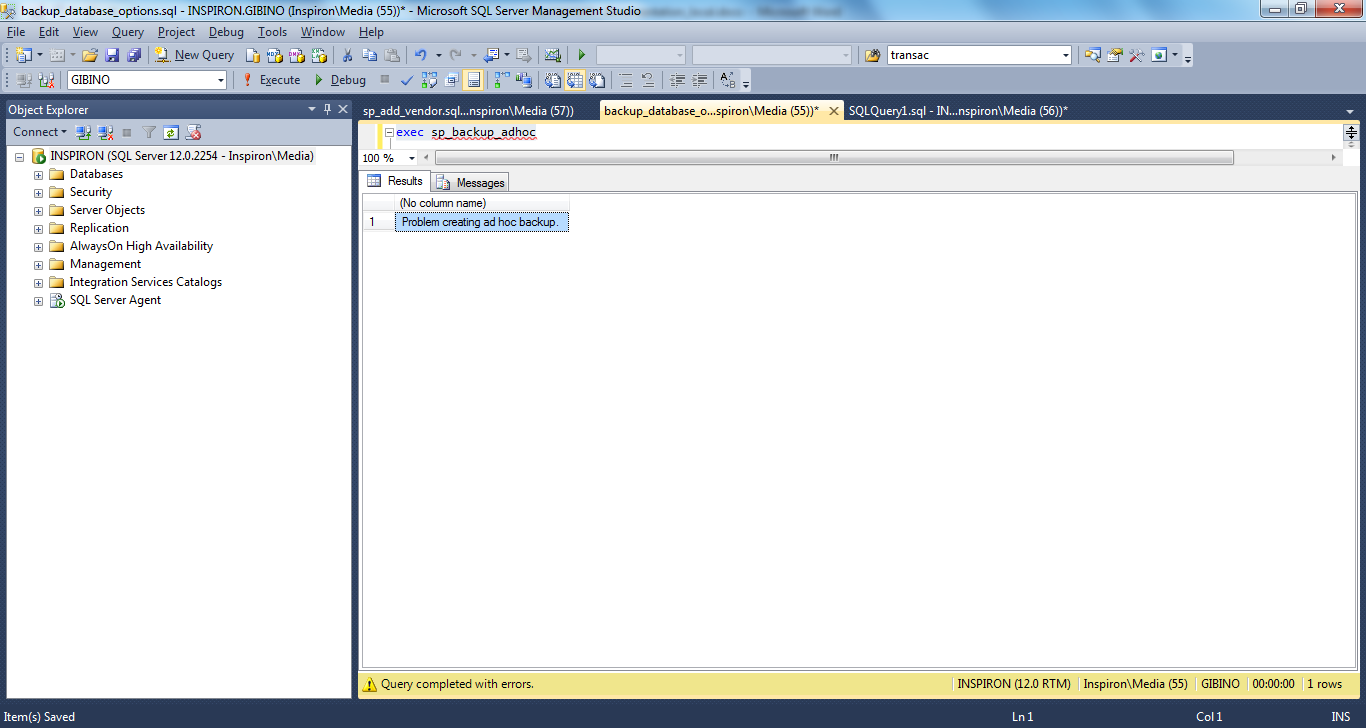 backup_database_options.sql - INSPIRON.GIBINO (Inspiron\Media (55))* - Microsoft SQL Server Management Studio
File Edit View Query Project Debug Tools Window Help
New Query transac
GIBINO Execute Debug
Object Explorer
Connect
INSPIRON (SQL Server 12.0.2254 - Inspiron\Media)
Databases
Security
Server Objects
Replication
AlwaysOn High Availability
Management
Integration Services Catalogs
SQL Server Agent
sp_add_vendor.sql...nspiron\Media (57)) backup_database_o...spiron\Media (55))* SQLQuery1.sql - IN...nspiron\Media (56))*
exec sp_backup_adhoc
100 %
Results Messages
(No column name)
1 Problem creating ad hoc backup.
Query completed with errors. INSPIRON (12.0 RTM) Inspiron\Media (55) GIBINO 00:00:00 1 rows
Item(s) Saved Ln 1 Col 1 INS